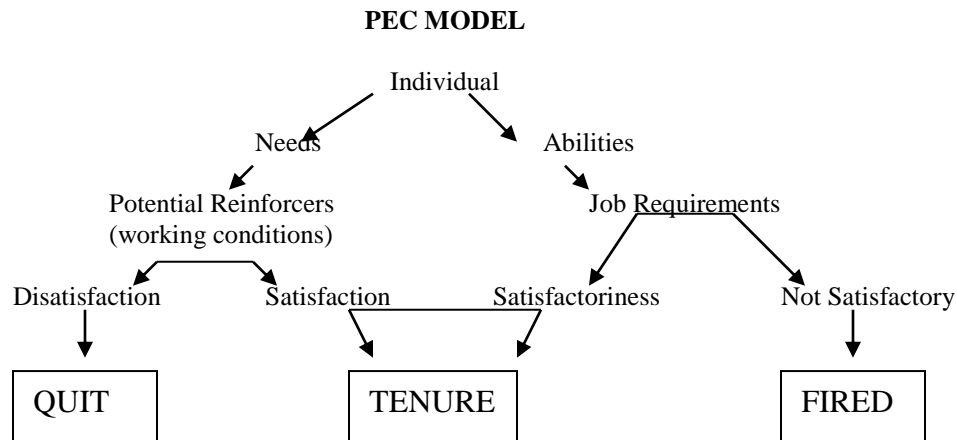 PEC MODEL
Individual
Needs
Abilities
Potential Reinforcers
(working conditions)
Job Requirements
Disatisfaction
Satisfaction
Satisfactoriness
Not Satisfactory
QUIT
TENURE
FIRED